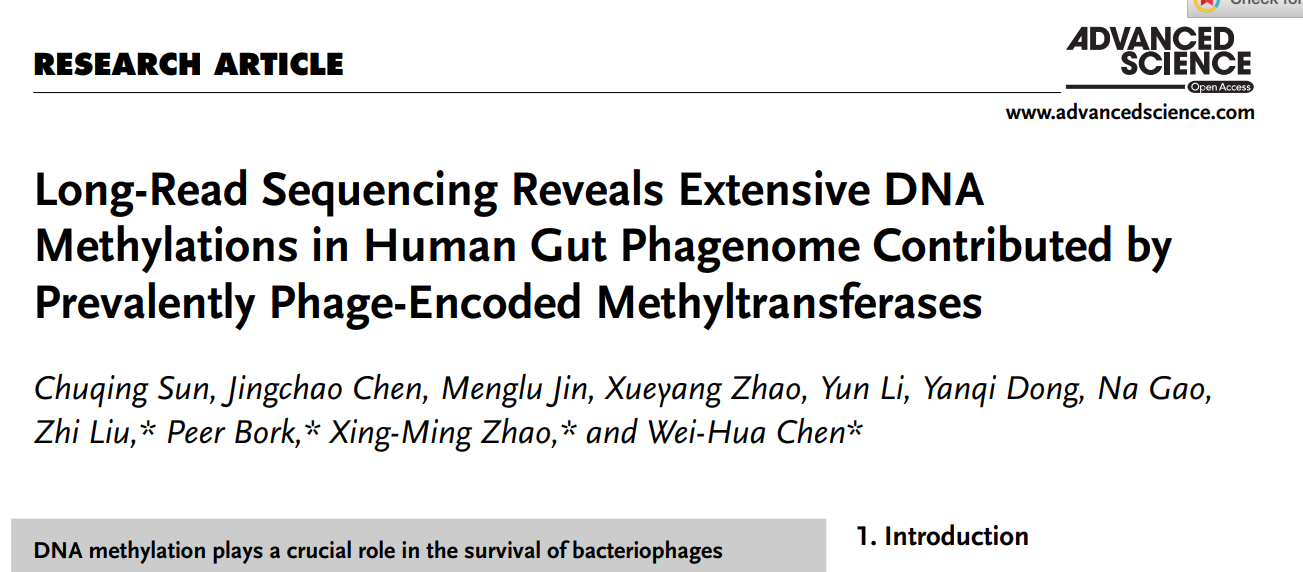 Check for
RESEARCH ARTICLE
ADVANCED
SCIENCE
Open Access
www.advancedscience.com
Long-Read Sequencing Reveals Extensive DNA
Methylations in Human Gut Phagenome Contributed by
Prevalently Phage-Encoded Methyltransferases
Chuqing Sun, Jingchao Chen, Menglu Jin, Xueyang Zhao, Yun Li, Yanqi Dong, Na Gao,
Zhi Liu,* Peer Bork,* Xing-Ming Zhao,* and Wei-Hua Chen*
DNA methylation plays a crucial role in the survival of bacteriophages
1. Introduction